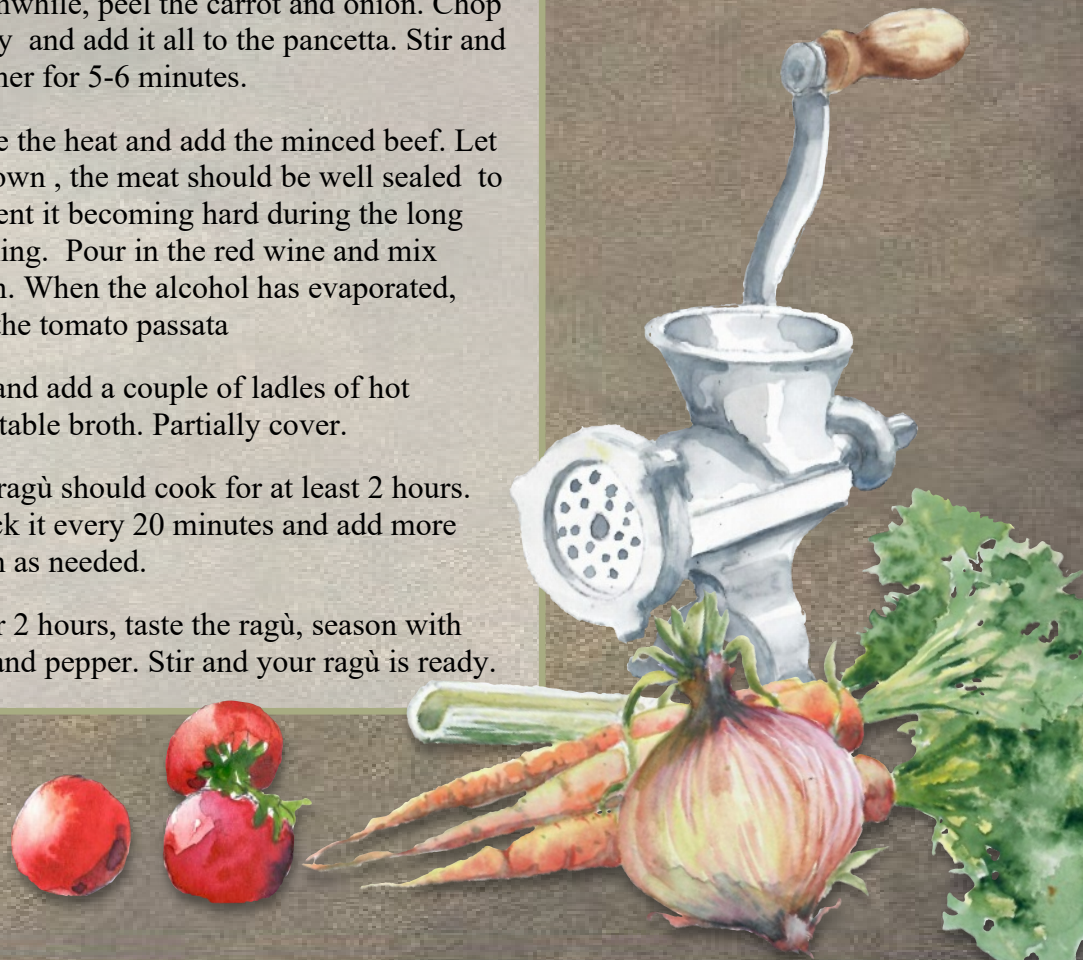 nwhile, peel the carrot and onion. Chop
y and add it all to the pancetta. Stir and
her for 5-6 minutes.
e the heat and add the minced beef. Let
own , the meat should be well sealed to
ent it becoming hard during the long
ing. Pour in the red wine and mix
n. When the alcohol has evaporated,
the tomato passata
and add a couple of ladles of hot
table broth. Partially cover.
ragù should cook for at least 2 hours.
ck it every 20 minutes and add more
h as needed.
r 2 hours, taste the ragù, season with
and pepper. Stir and your ragù is ready.